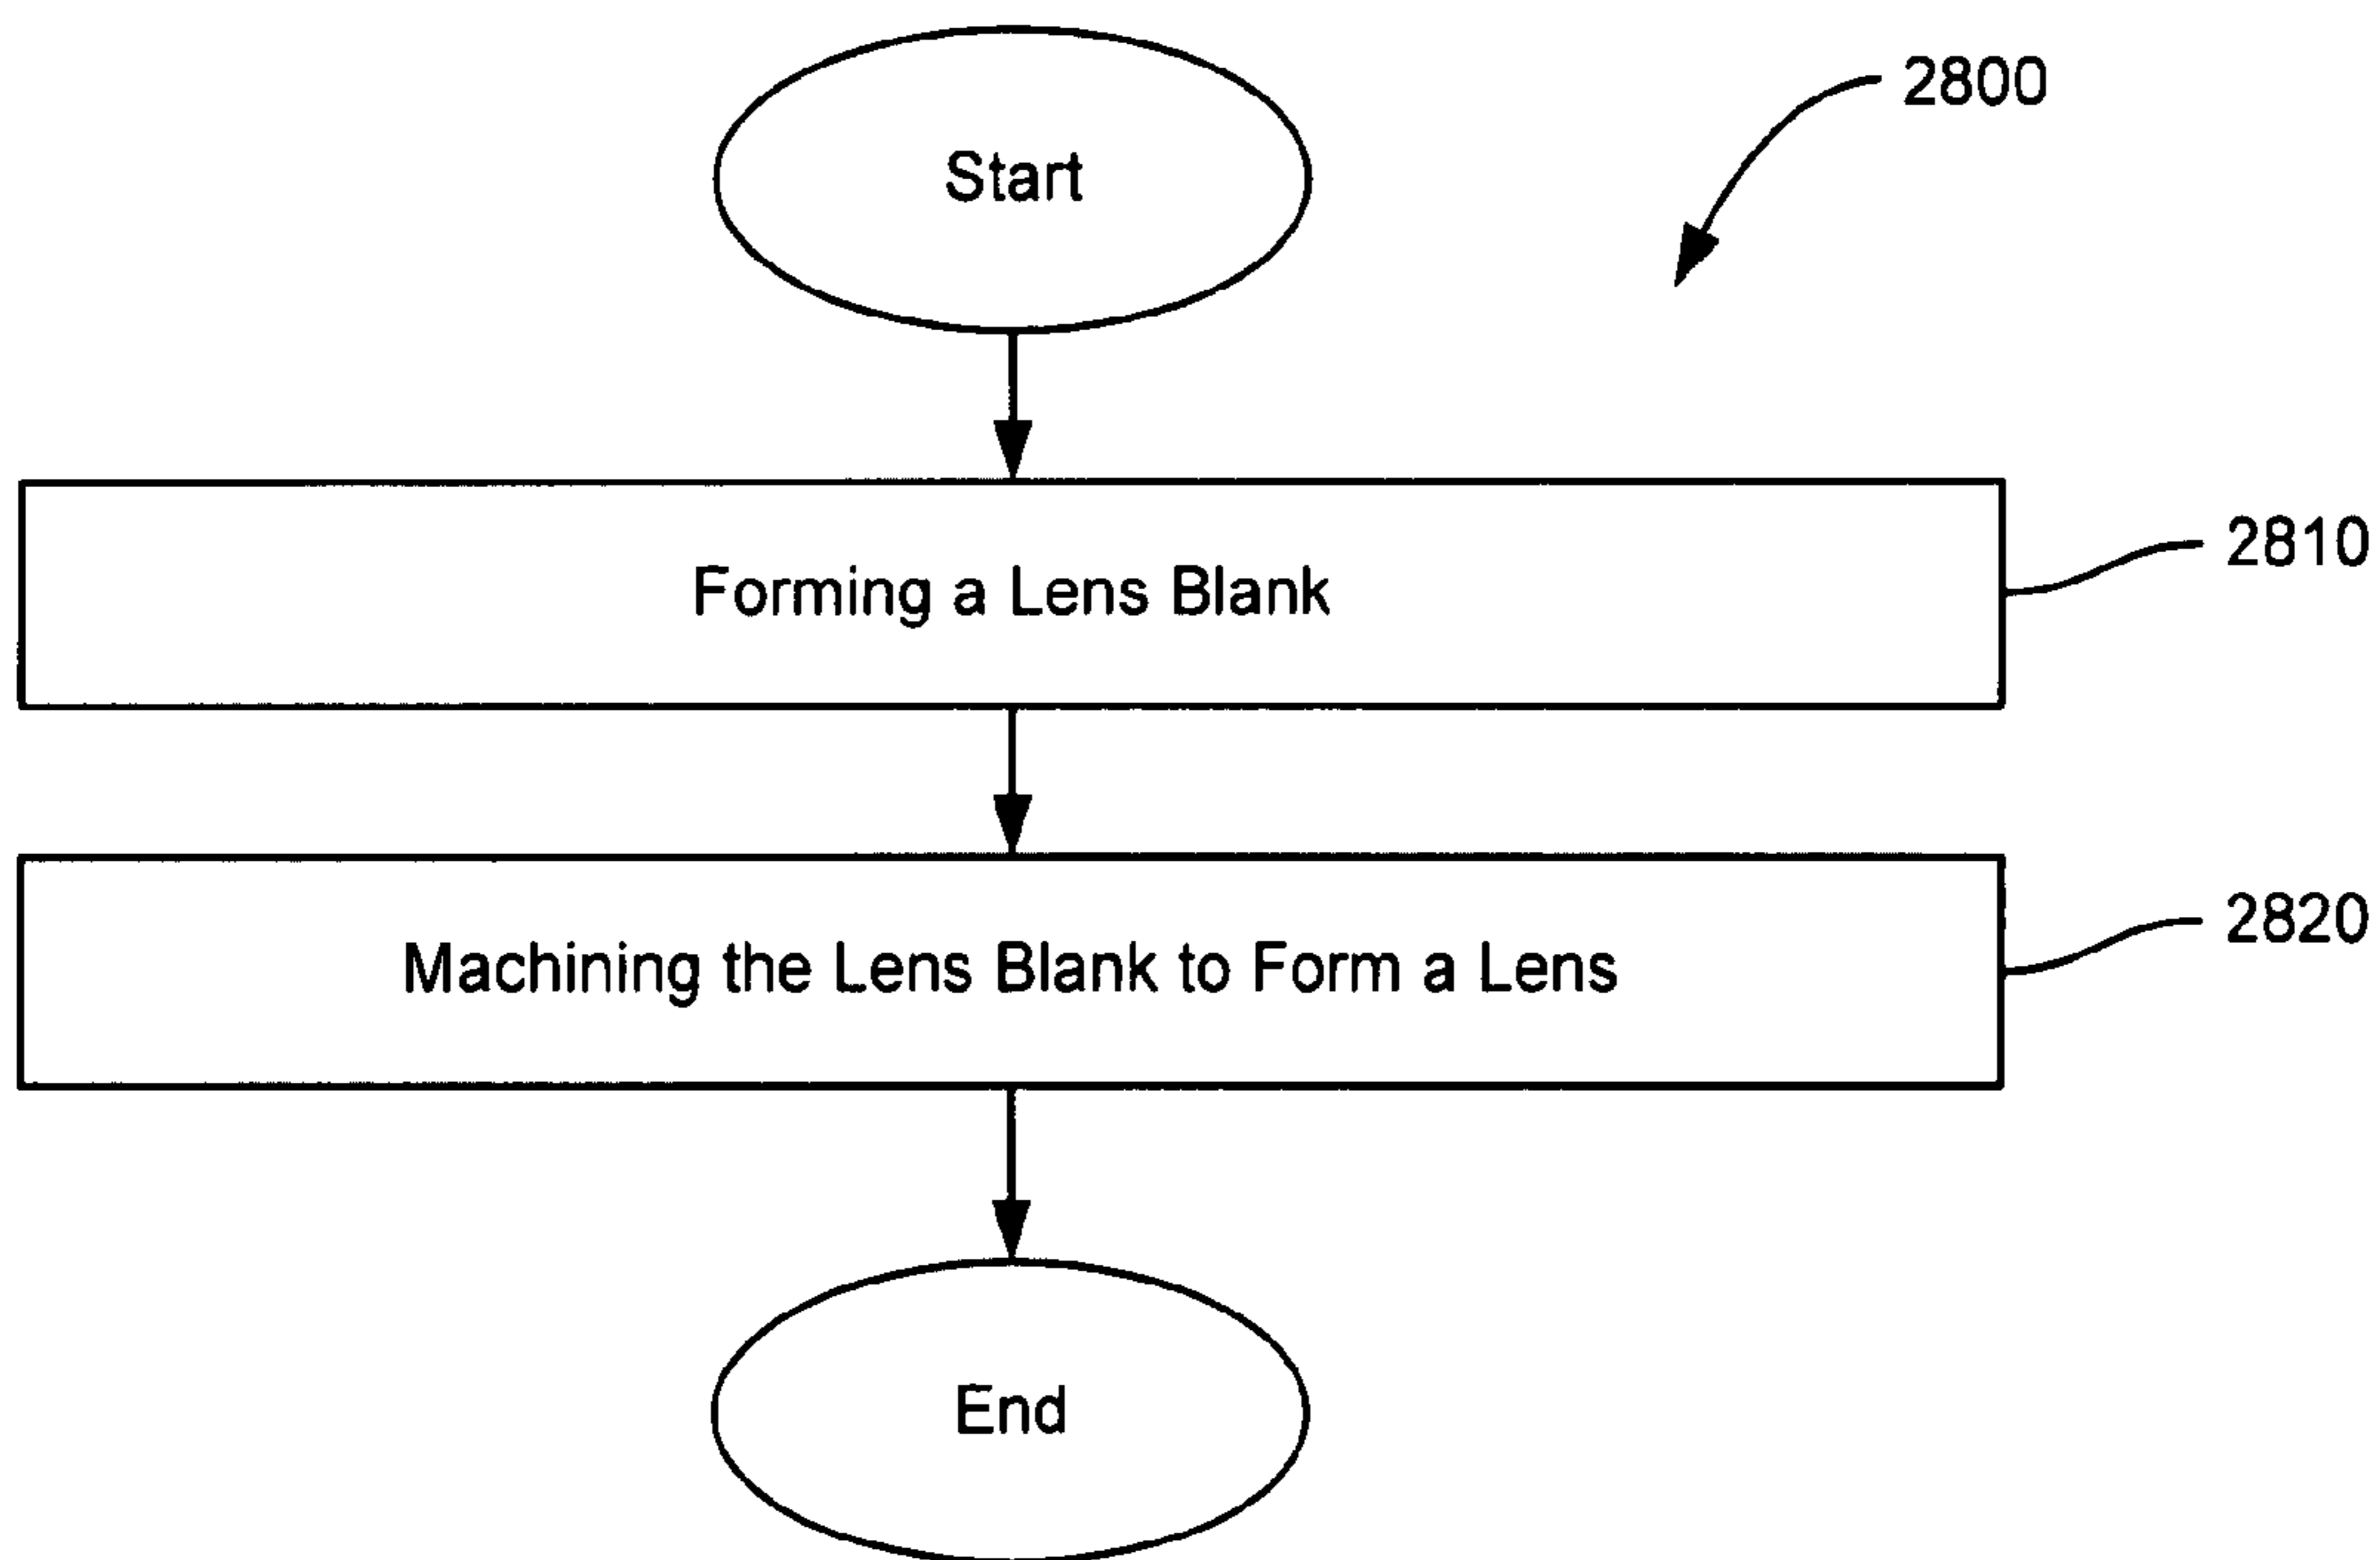 Start
2800
Forming a Lens Blank
2810
Machining the Lens Blank to Form a Lens
2820
End